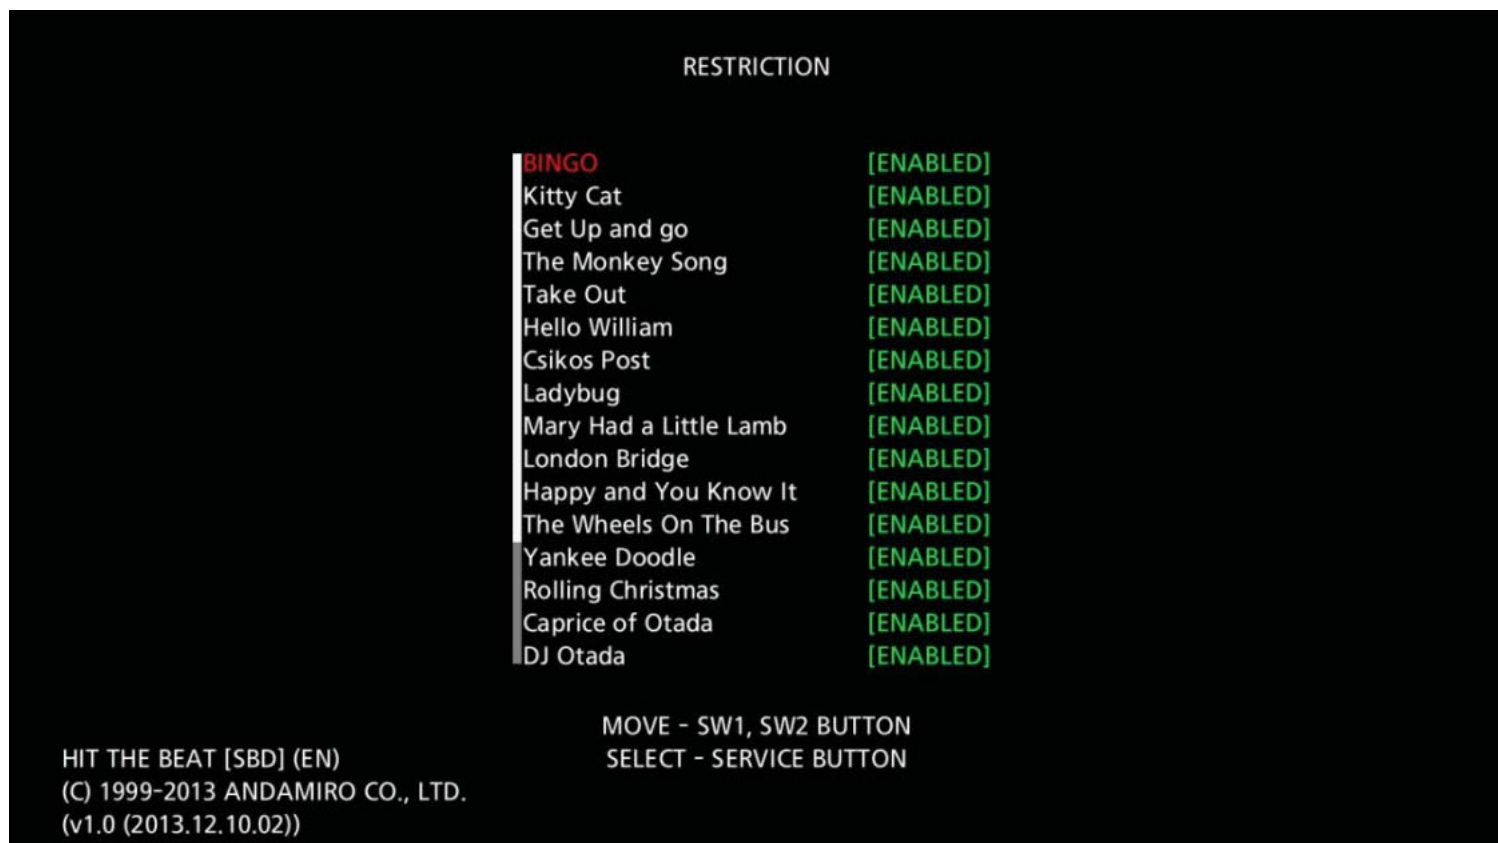 RESTRICTION
BINGO [ENABLED]
Kitty Cat [ENABLED]
Get Up and go [ENABLED]
The Monkey Song [ENABLED]
Take Out [ENABLED]
Hello William [ENABLED]
Csikos Post [ENABLED]
Ladybug [ENABLED]
Mary Had a Little Lamb [ENABLED]
London Bridge [ENABLED]
Happy and You Know It [ENABLED]
The Wheels On The Bus [ENABLED]
Yankee Doodle [ENABLED]
Rolling Christmas [ENABLED]
Caprice of Otada [ENABLED]
DJ Otada [ENABLED]
MOVE - SW1, SW2 BUTTON
SELECT - SERVICE BUTTON
HIT THE BEAT [SBD] (EN)
(C) 1999-2013 ANDAMIRO CO., LTD.
(v1.0 (2013.12.10.02))